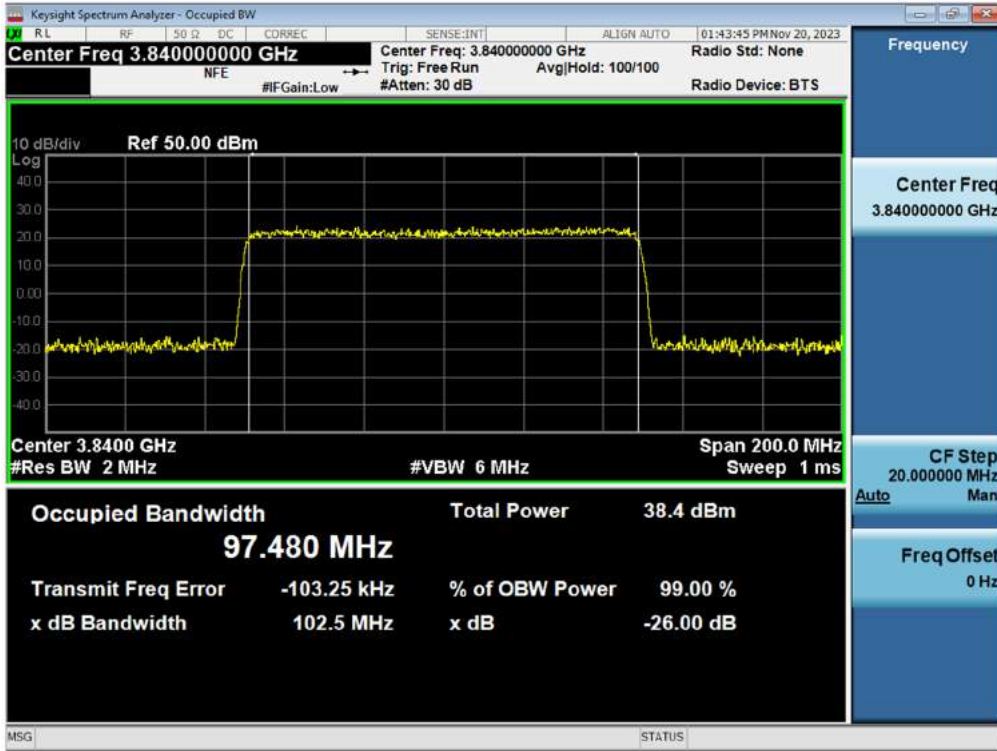 Keysight Spectrum Analyzer - Occupied BW
LXI RL RF 50 Ω DC CORREC SENSE:INT ALIGN AUTO 01:43:45 PM Nov 20, 2023
Center Freq 3.840000000 GHz
NFE
#IFGain:Low
Center Freq: 3.840000000 GHz
Trig: Free Run Avg|Hold: 100/100
#Atten: 30 dB
Radio Std: None
Radio Device: BTS
Frequency
10 dB/div Ref 50.00 dBm
Log
40.0
30.0
20.0
10.0
0.00
-10.0
-20.0
-30.0
-40.0
Center 3.8400 GHz Span 200.0 MHz
#Res BW 2 MHz #VBW 6 MHz Sweep 1 ms
Center Freq
3.840000000 GHz
CF Step
20.000000 MHz
Auto Man
Freq Offset
0 Hz
Occupied Bandwidth Total Power 38.4 dBm
97.480 MHz
Transmit Freq Error -103.25 kHz % of OBW Power 99.00 %
x dB Bandwidth 102.5 MHz x dB -26.00 dB
MSG STATUS